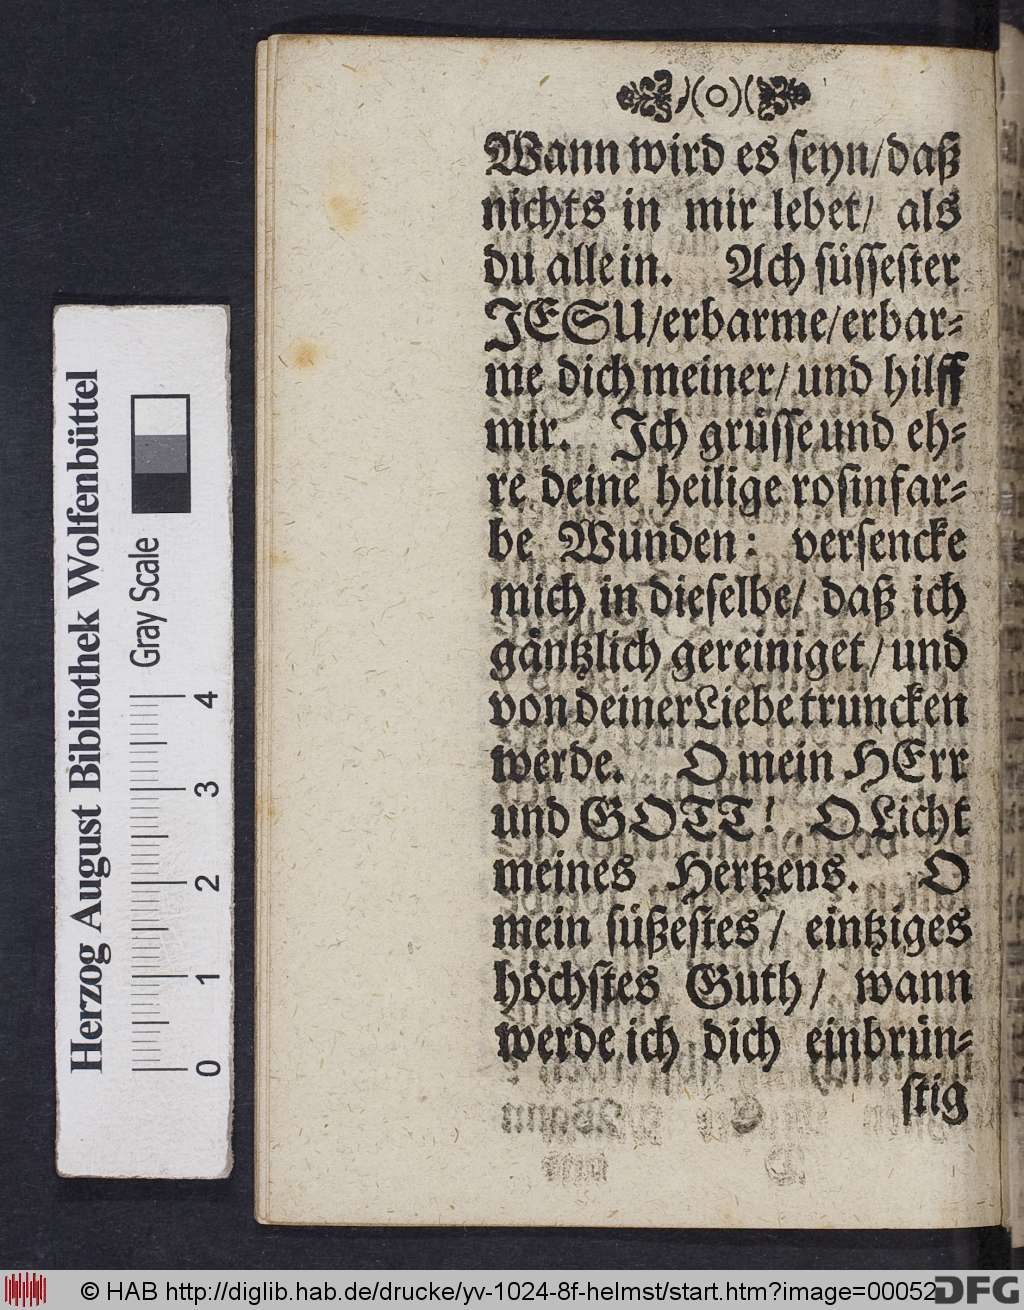 )(o)(
Wann wird es seyn/ daß
nichts in mir lebet/ als
du allein. Ach süssester
JESU/ erbarme/ erbar-
me dich meiner/ und hilff
mir. Ich grüsse und eh-
re deine heilige rosinfar-
be Wunden: versencke
mich in dieselbe/ daß ich
gäntzlich gereiniget/ und
von deiner Liebe truncken
werde. O mein HErr
und GOTT! O Licht
meines Hertzens. O
mein süßestes/ eintziges
höchstes Guth/ wann
werde ich dich einbrün-
stig
Herzog August Bibliothek Wolfenbüttel
Gray Scale
0 1 2 3 4
© HAB http://diglib.hab.de/drucke/yv-1024-8f-helmst/start.htm?image=00052
DFG